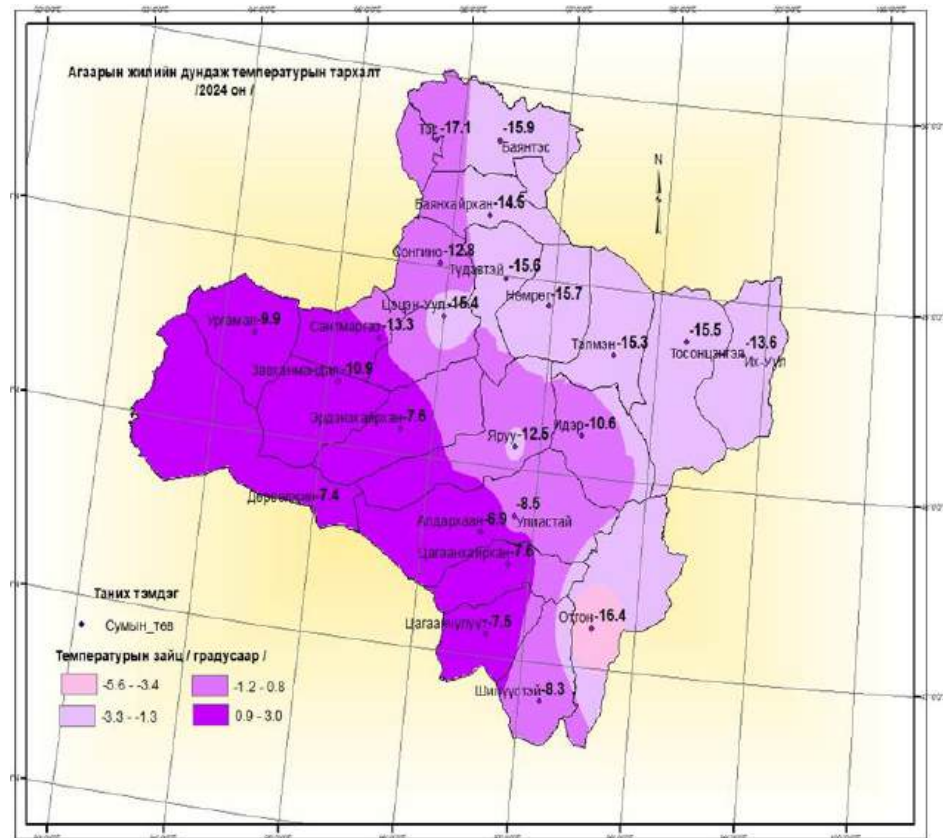 Агаарын жилийн дундаж температурын тархалт
/2024 он /
Тэс -17.1
-15.9
Баянтэс
N
Баянхайрхан -14.5
Сонгино -12.8
Түдэвтэй -15.6
Нөмрөг -15.7
Цэцэн-Уул -15.4
Ургамал -9.9
Сантмаргаз -13.3
Тэлмэн -15.3
-15.5
Тосонцэнгэл
-13.6
Их-Уул
Завханмандал -10.9
Эрдэнэхайрхан -7.6
Яруу -12.5
Идэр -10.6
-7.4
Алдархаан -6.9
-8.5
Улиастай
Цагаанхайрхан -7.6
Цагаанчулуут -7.5
Отгон -16.4
Шилүүстэй -8.3
Таних тэмдэг
Сумын_төв
Температурын зайц / градусаар /
-5.6 - -3.4
-1.2 - 0.8
-3.3 - -1.3
0.9 - 3.0